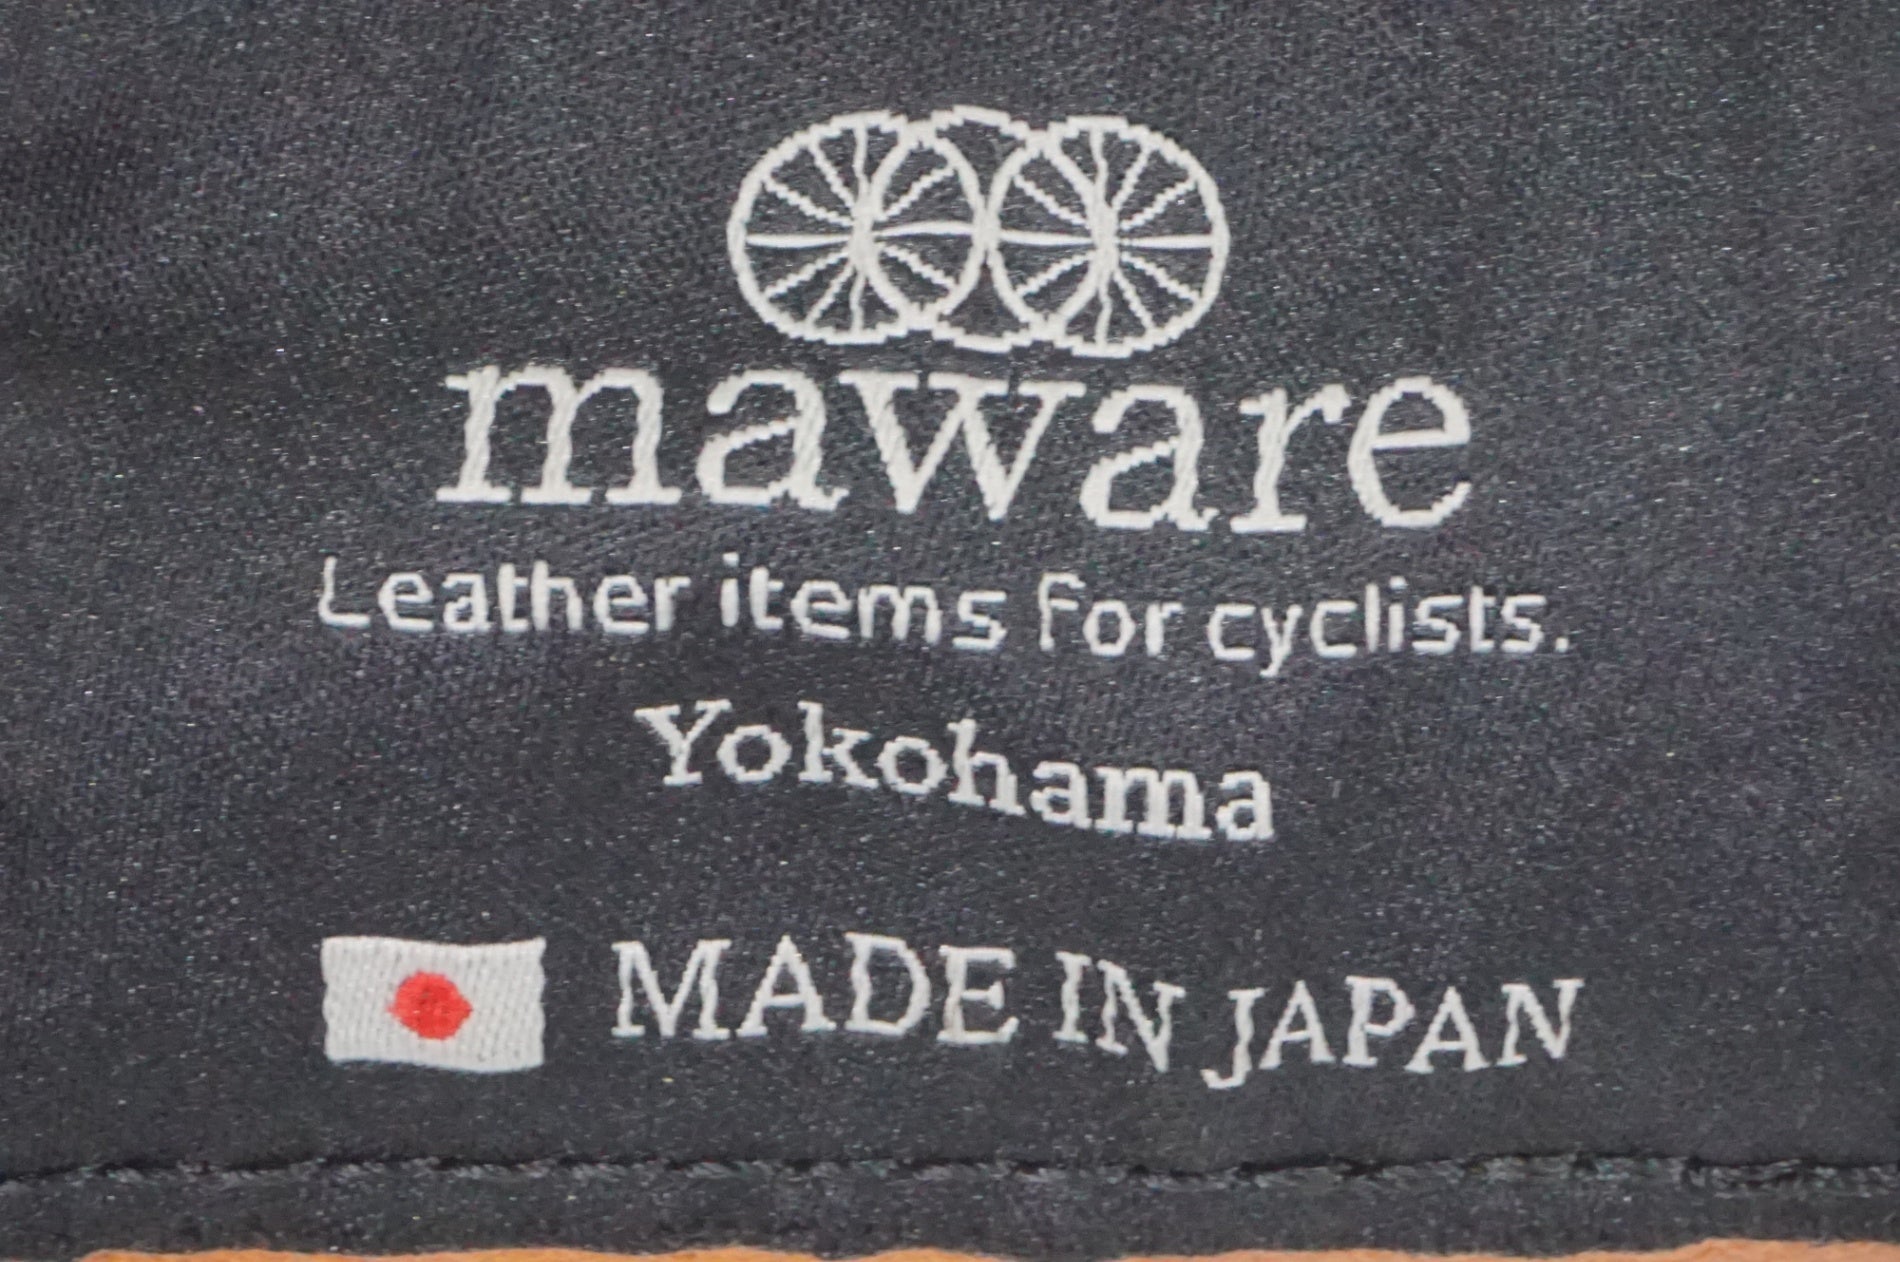 maware
Leather items for cyclists.
Yokohama
MADE IN JAPAN